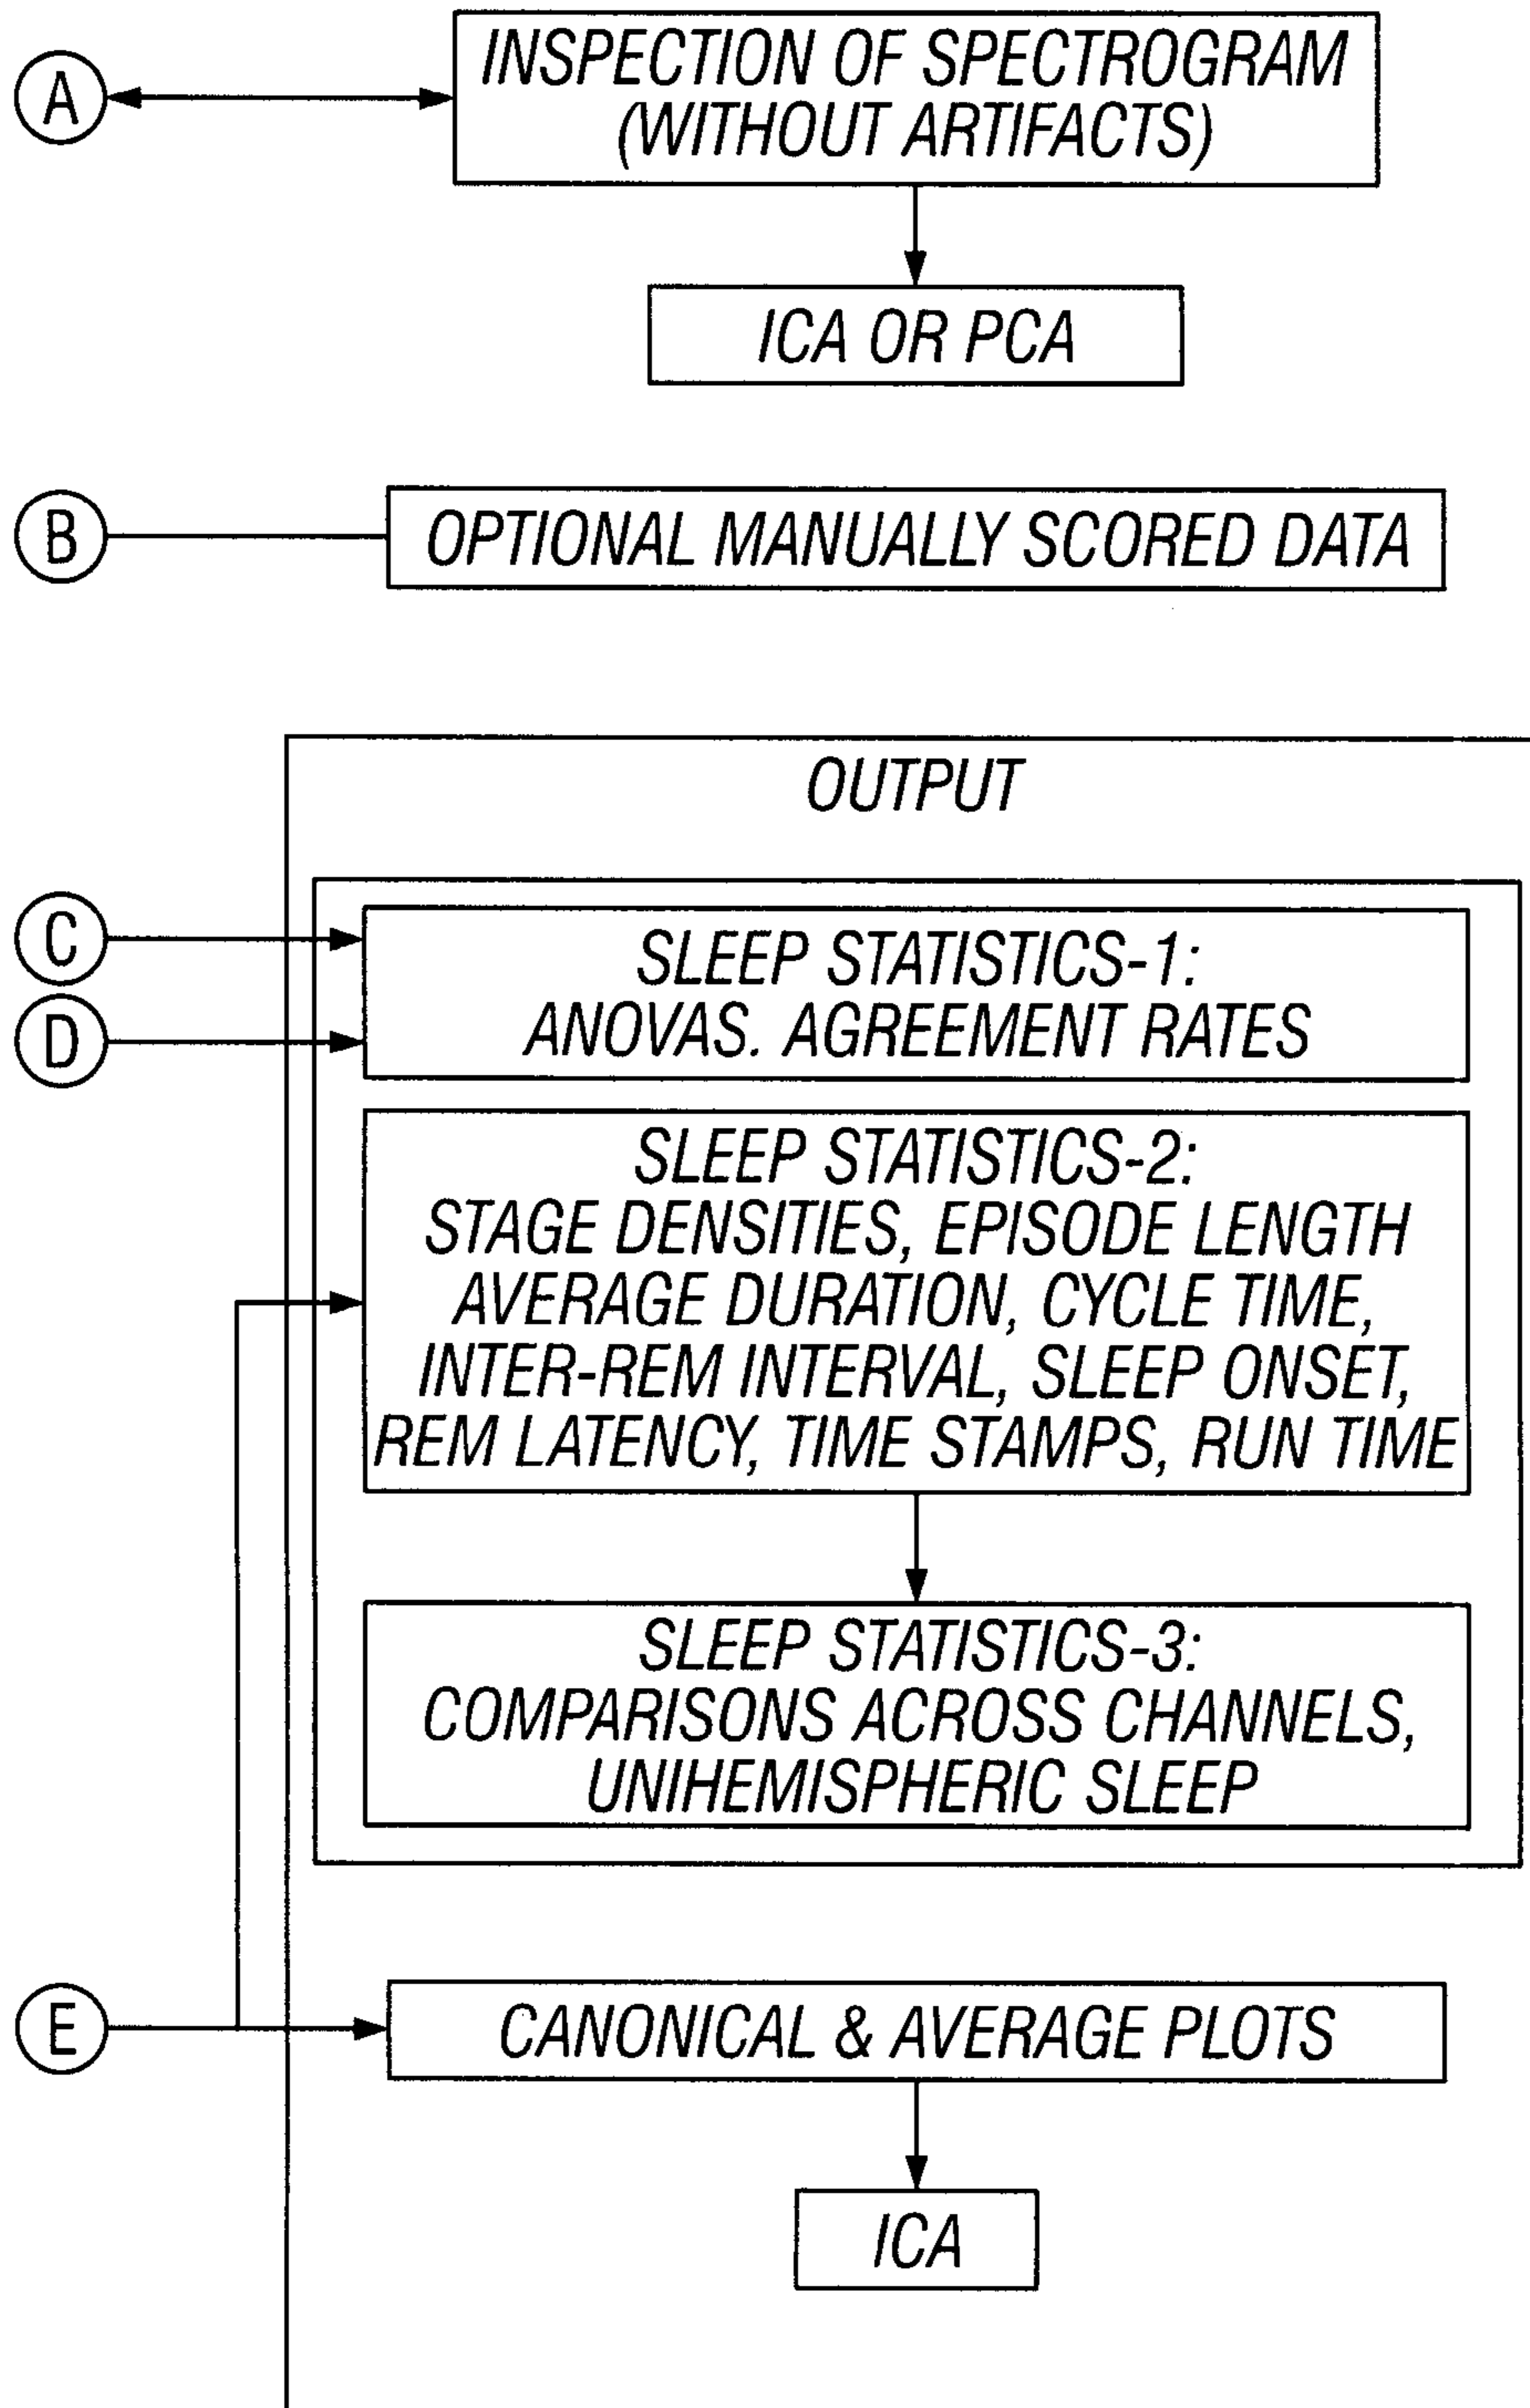 A
INSPECTION OF SPECTROGRAM
(WITHOUT ARTIFACTS)
ICA OR PCA
B
OPTIONAL MANUALLY SCORED DATA
OUTPUT
C
D
SLEEP STATISTICS-1:
ANOVAS. AGREEMENT RATES
SLEEP STATISTICS-2:
STAGE DENSITIES, EPISODE LENGTH
AVERAGE DURATION, CYCLE TIME,
INTER-REM INTERVAL, SLEEP ONSET,
REM LATENCY, TIME STAMPS, RUN TIME
SLEEP STATISTICS-3:
COMPARISONS ACROSS CHANNELS,
UNIHEMISPHERIC SLEEP
E
CANONICAL & AVERAGE PLOTS
ICA